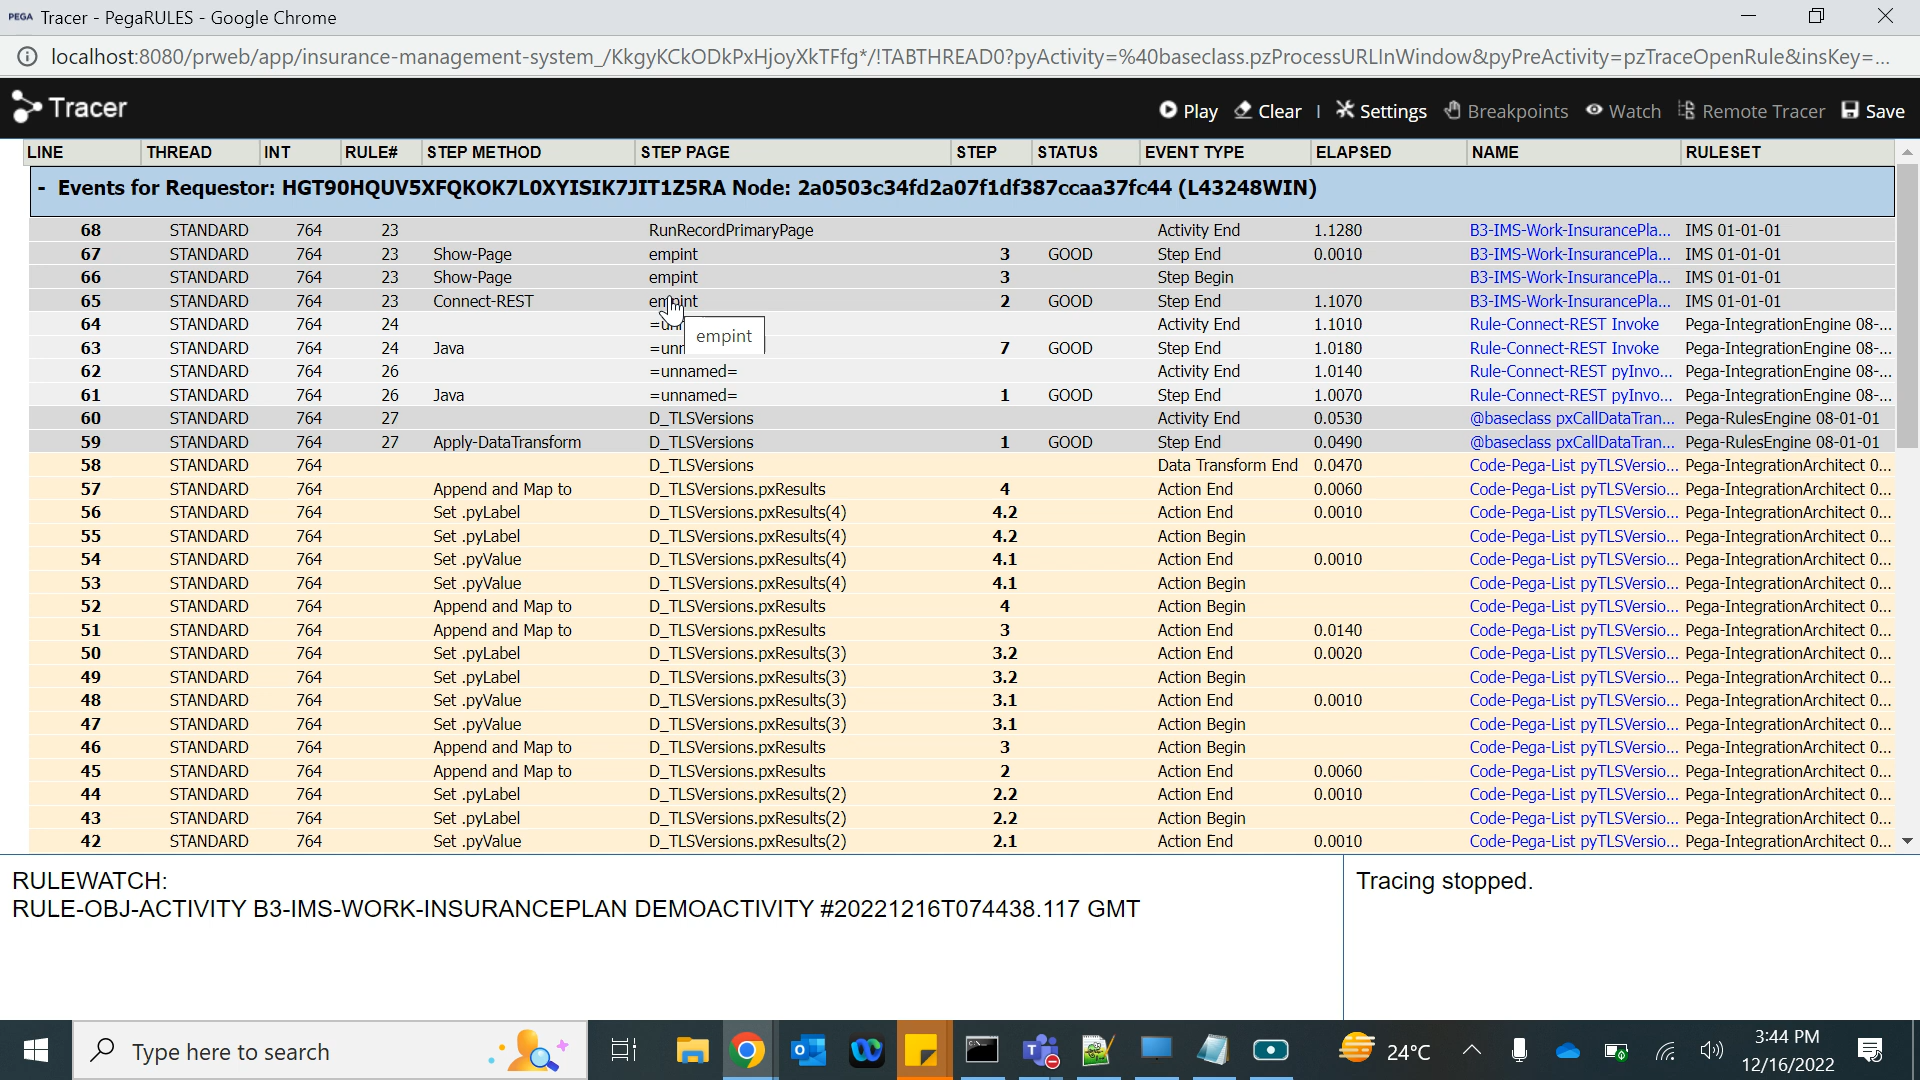 PEGA Tracer - PegaRULES - Google Chrome
localhost:8080/prweb/app/insurance-management-system_/KkgyKCkODkPxHjoyXkTFfg*/!TABTHREAD0?pyActivity=%40baseclass.pzProcessURLInWindow&pyPreActivity=pzTraceOpenRule&insKey=...
Tracer Play Clear | Settings Breakpoints Watch Remote Tracer Save
LINE THREAD INT RULE# STEP METHOD STEP PAGE STEP STATUS EVENT TYPE ELAPSED NAME RULESET
- Events for Requestor: HGT90HQUV5XFQKOK7L0XYISIK7JIT1Z5RA Node: 2a0503c34fd2a07f1df387ccaa37fc44 (L43248WIN)
68 STANDARD 764 23 RunRecordPrimaryPage Activity End 1.1280 B3-IMS-Work-InsurancePla... IMS 01-01-01
67 STANDARD 764 23 Show-Page empint 3 GOOD Step End 0.0010 B3-IMS-Work-InsurancePla... IMS 01-01-01
66 STANDARD 764 23 Show-Page empint 3 Step Begin B3-IMS-Work-InsurancePla... IMS 01-01-01
65 STANDARD 764 23 Connect-REST empint 2 GOOD Step End 1.1070 B3-IMS-Work-InsurancePla... IMS 01-01-01
64 STANDARD 764 24 Activity End 1.1010 Rule-Connect-REST Invoke Pega-IntegrationEngine 08-...
empint
63 STANDARD 764 24 Java 7 GOOD Step End 1.0180 Rule-Connect-REST Invoke Pega-IntegrationEngine 08-...
62 STANDARD 764 26 =unnamed= Activity End 1.0140 Rule-Connect-REST pyInvo... Pega-IntegrationEngine 08-...
61 STANDARD 764 26 Java =unnamed= 1 GOOD Step End 1.0070 Rule-Connect-REST pyInvo... Pega-IntegrationEngine 08-...
60 STANDARD 764 27 D_TLSVersions Activity End 0.0530 @baseclass pxCallDataTran... Pega-RulesEngine 08-01-01
59 STANDARD 764 27 Apply-DataTransform D_TLSVersions 1 GOOD Step End 0.0490 @baseclass pxCallDataTran... Pega-RulesEngine 08-01-01
58 STANDARD 764 D_TLSVersions Data Transform End 0.0470 Code-Pega-List pyTLSVersio... Pega-IntegrationArchitect 0...
57 STANDARD 764 Append and Map to D_TLSVersions.pxResults 4 Action End 0.0060 Code-Pega-List pyTLSVersio... Pega-IntegrationArchitect 0...
56 STANDARD 764 Set .pyLabel D_TLSVersions.pxResults(4) 4.2 Action End 0.0010 Code-Pega-List pyTLSVersio... Pega-IntegrationArchitect 0...
55 STANDARD 764 Set .pyLabel D_TLSVersions.pxResults(4) 4.2 Action Begin Code-Pega-List pyTLSVersio... Pega-IntegrationArchitect 0...
54 STANDARD 764 Set .pyValue D_TLSVersions.pxResults(4) 4.1 Action End 0.0010 Code-Pega-List pyTLSVersio... Pega-IntegrationArchitect 0...
53 STANDARD 764 Set .pyValue D_TLSVersions.pxResults(4) 4.1 Action Begin Code-Pega-List pyTLSVersio... Pega-IntegrationArchitect 0...
52 STANDARD 764 Append and Map to D_TLSVersions.pxResults 4 Action Begin Code-Pega-List pyTLSVersio... Pega-IntegrationArchitect 0...
51 STANDARD 764 Append and Map to D_TLSVersions.pxResults 3 Action End 0.0140 Code-Pega-List pyTLSVersio... Pega-IntegrationArchitect 0...
50 STANDARD 764 Set .pyLabel D_TLSVersions.pxResults(3) 3.2 Action End 0.0020 Code-Pega-List pyTLSVersio... Pega-IntegrationArchitect 0...
49 STANDARD 764 Set .pyLabel D_TLSVersions.pxResults(3) 3.2 Action Begin Code-Pega-List pyTLSVersio... Pega-IntegrationArchitect 0...
48 STANDARD 764 Set .pyValue D_TLSVersions.pxResults(3) 3.1 Action End 0.0010 Code-Pega-List pyTLSVersio... Pega-IntegrationArchitect 0...
47 STANDARD 764 Set .pyValue D_TLSVersions.pxResults(3) 3.1 Action Begin Code-Pega-List pyTLSVersio... Pega-IntegrationArchitect 0...
46 STANDARD 764 Append and Map to D_TLSVersions.pxResults 3 Action Begin Code-Pega-List pyTLSVersio... Pega-IntegrationArchitect 0...
45 STANDARD 764 Append and Map to D_TLSVersions.pxResults 2 Action End 0.0060 Code-Pega-List pyTLSVersio... Pega-IntegrationArchitect 0...
44 STANDARD 764 Set .pyLabel D_TLSVersions.pxResults(2) 2.2 Action End 0.0010 Code-Pega-List pyTLSVersio... Pega-IntegrationArchitect 0...
43 STANDARD 764 Set .pyLabel D_TLSVersions.pxResults(2) 2.2 Action Begin Code-Pega-List pyTLSVersio... Pega-IntegrationArchitect 0...
42 STANDARD 764 Set .pyValue D_TLSVersions.pxResults(2) 2.1 Action End 0.0010 Code-Pega-List pyTLSVersio... Pega-IntegrationArchitect 0...
RULEWATCH:
RULE-OBJ-ACTIVITY B3-IMS-WORK-INSURANCEPLAN DEMOACTIVITY #20221216T074438.117 GMT
Tracing stopped.
Type here to search
24°C
3:44 PM
12/16/2022